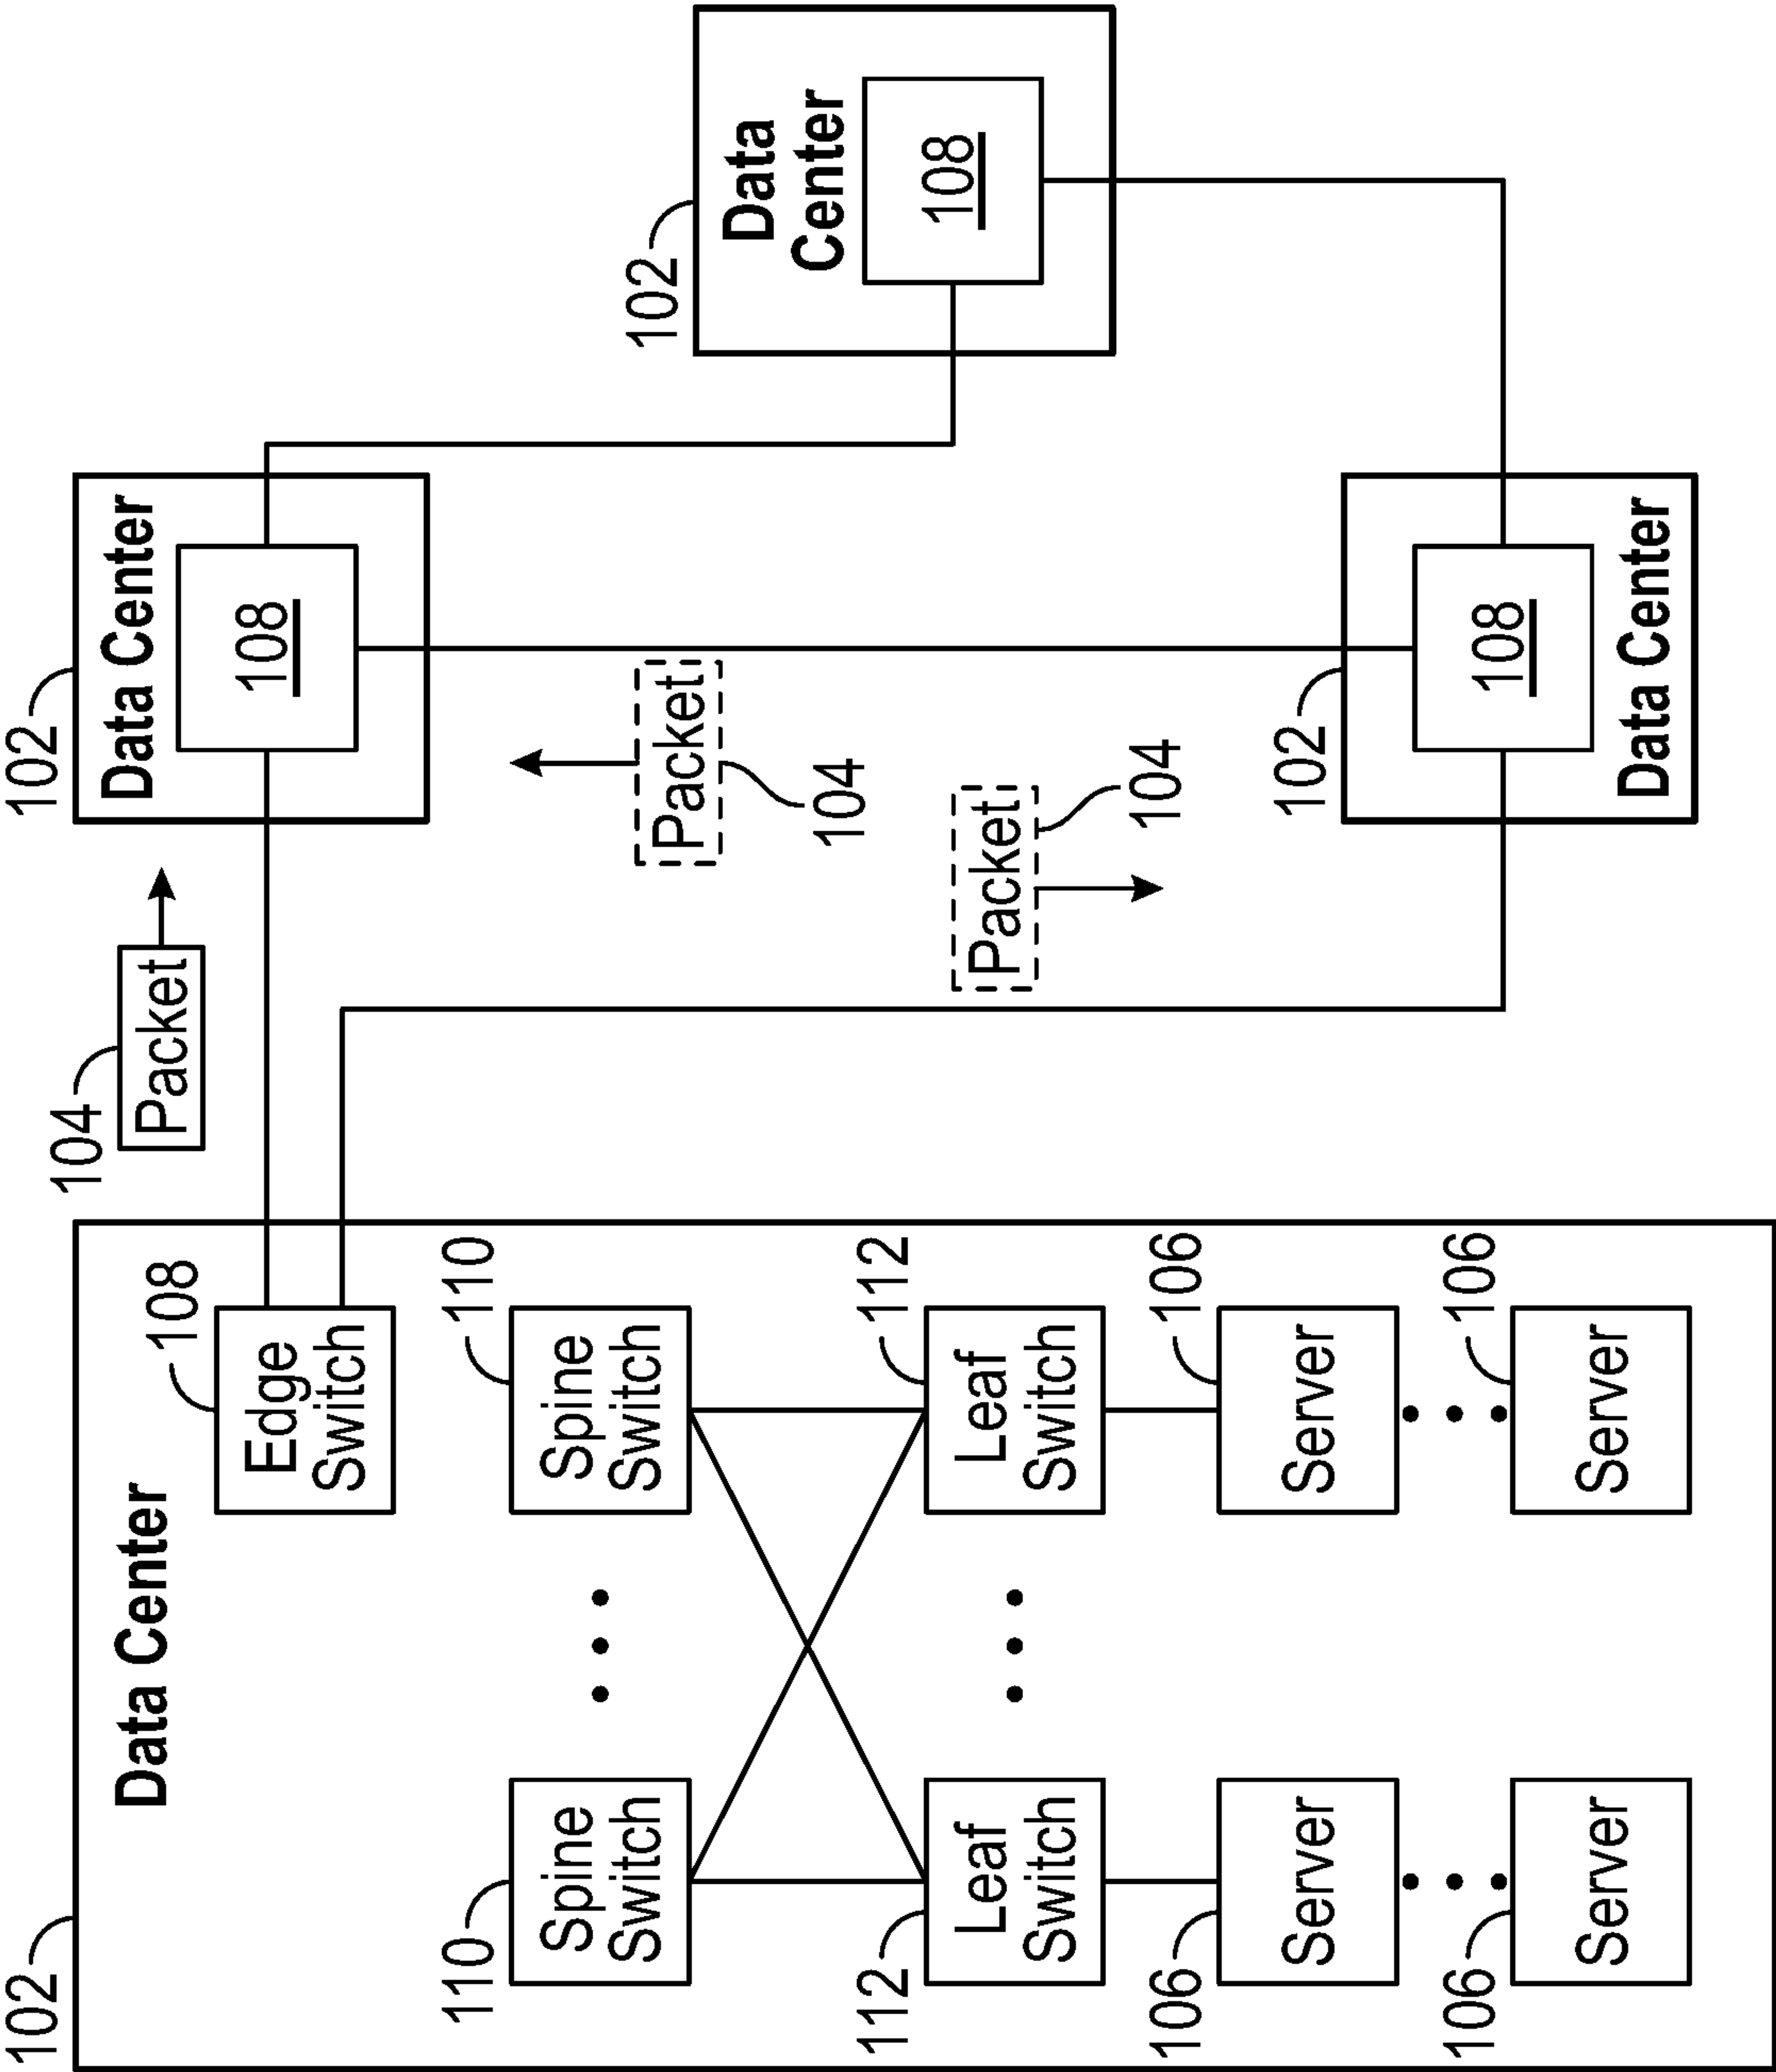 102
Data Center
108
Edge
Switch
110
Spine
Switch
110
Spine
Switch
112
Leaf
Switch
112
Leaf
Switch
106
Server
106
Server
106
Server
106
Server
104
Packet
102
Data Center
108
Packet
104
Packet
104
102
Data
Center
108
102
108
Data Center